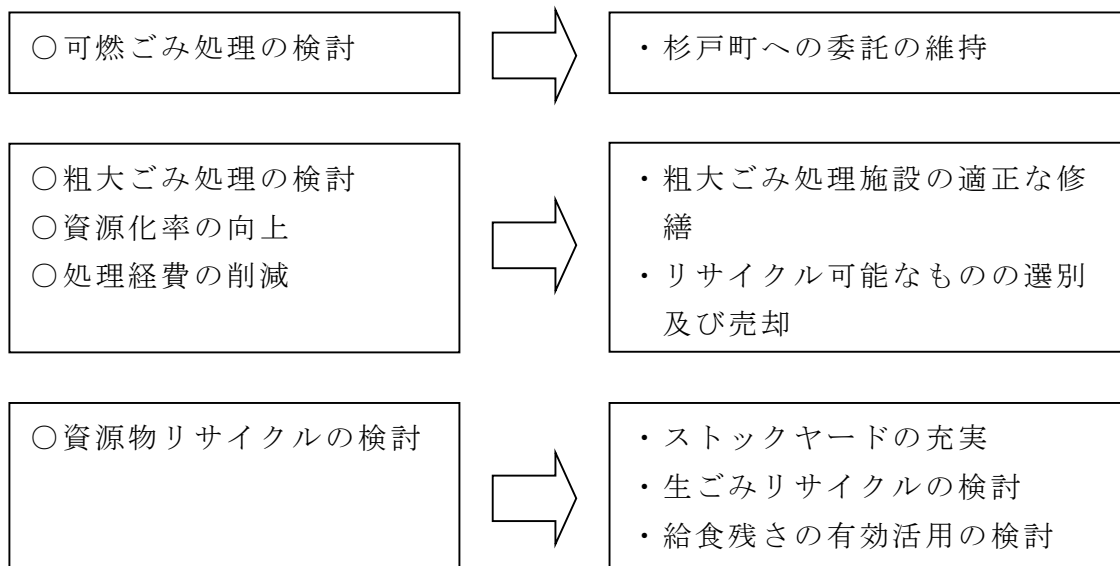 ○可燃ごみ処理の検討
・杉戸町への委託の維持
○粗大ごみ処理の検討
○資源化率の向上
○処理経費の削減
・粗大ごみ処理施設の適正な修
繕
・リサイクル可能なものの選別
及び売却
○資源物リサイクルの検討
・ストックヤードの充実
・生ごみリサイクルの検討
・給食残さの有効活用の検討